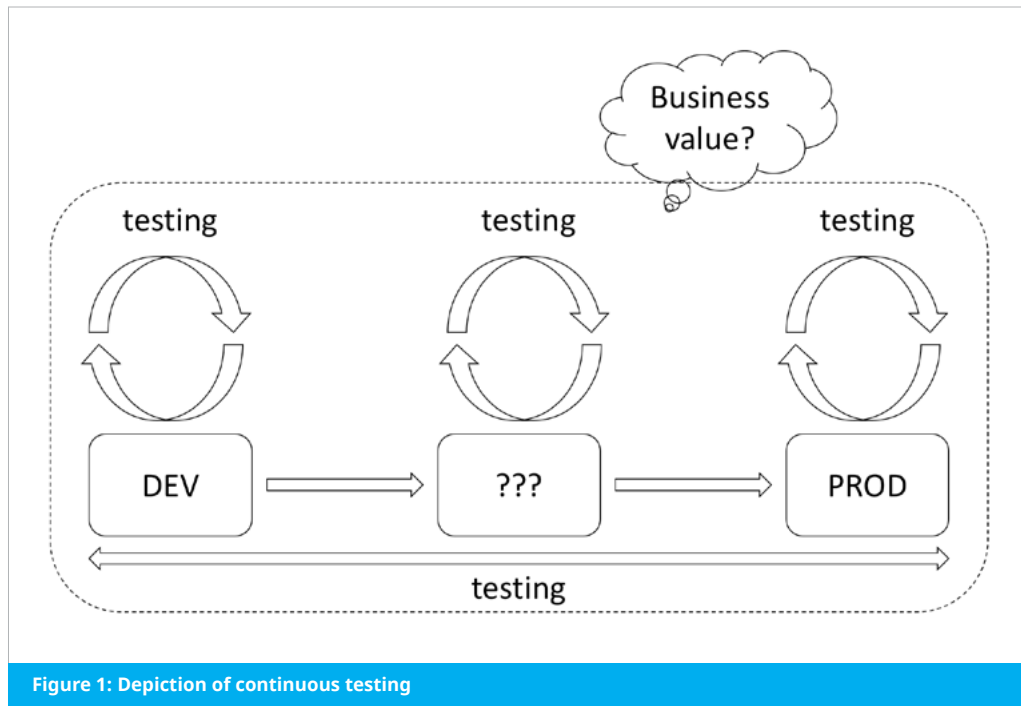 Business
value?
testing
testing
testing
DEV
???
PROD
testing
Figure 1: Depiction of continuous testing